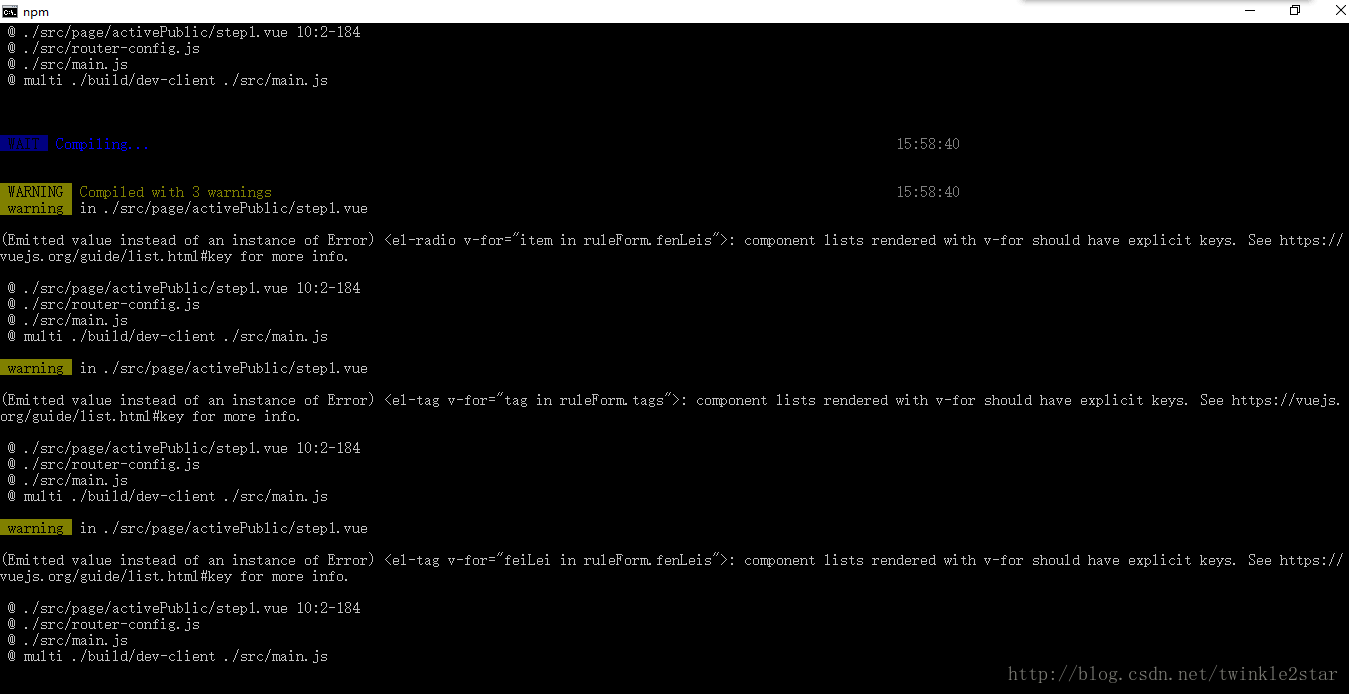 npm
@ ./src/page/activePublic/step1.vue 10:2-184
@ ./src/router-config.js
@ ./src/main.js
@ multi ./build/dev-client ./src/main.js
WAIT Compiling... 15:58:40
WARNING Compiled with 3 warnings 15:58:40
warning in ./src/page/activePublic/step1.vue
(Emitted value instead of an instance of Error) <el-radio v-for="item in ruleForm.fenLeis">: component lists rendered with v-for should have explicit keys. See https://
vuejs.org/guide/list.html#key for more info.
@ ./src/page/activePublic/step1.vue 10:2-184
@ ./src/router-config.js
@ ./src/main.js
@ multi ./build/dev-client ./src/main.js
warning in ./src/page/activePublic/step1.vue
(Emitted value instead of an instance of Error) <el-tag v-for="tag in ruleForm.tags">: component lists rendered with v-for should have explicit keys. See https://vuejs.
org/guide/list.html#key for more info.
@ ./src/page/activePublic/step1.vue 10:2-184
@ ./src/router-config.js
@ ./src/main.js
@ multi ./build/dev-client ./src/main.js
warning in ./src/page/activePublic/step1.vue
(Emitted value instead of an instance of Error) <el-tag v-for="feiLei in ruleForm.fenLeis">: component lists rendered with v-for should have explicit keys. See https://
vuejs.org/guide/list.html#key for more info.
@ ./src/page/activePublic/step1.vue 10:2-184
@ ./src/router-config.js
@ ./src/main.js
@ multi ./build/dev-client ./src/main.js
http://blog.csdn.net/twinkle2star